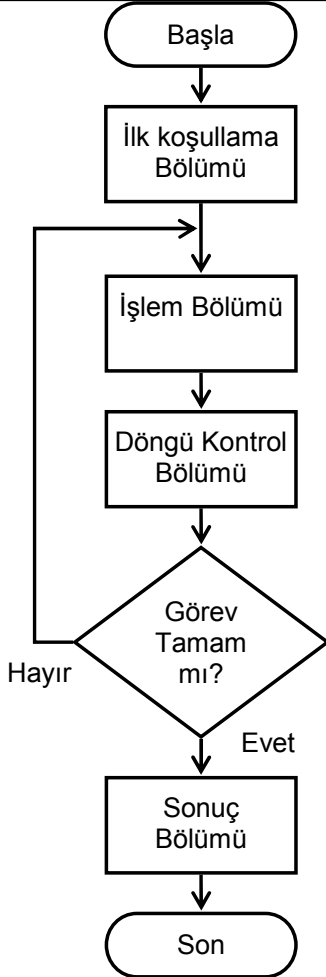 Başla
İlk koşullama
Bölümü
İşlem Bölümü
Döngü Kontrol
Bölümü
Görev
Tamam
mı?
Hayır
Evet
Sonuç
Bölümü
Son